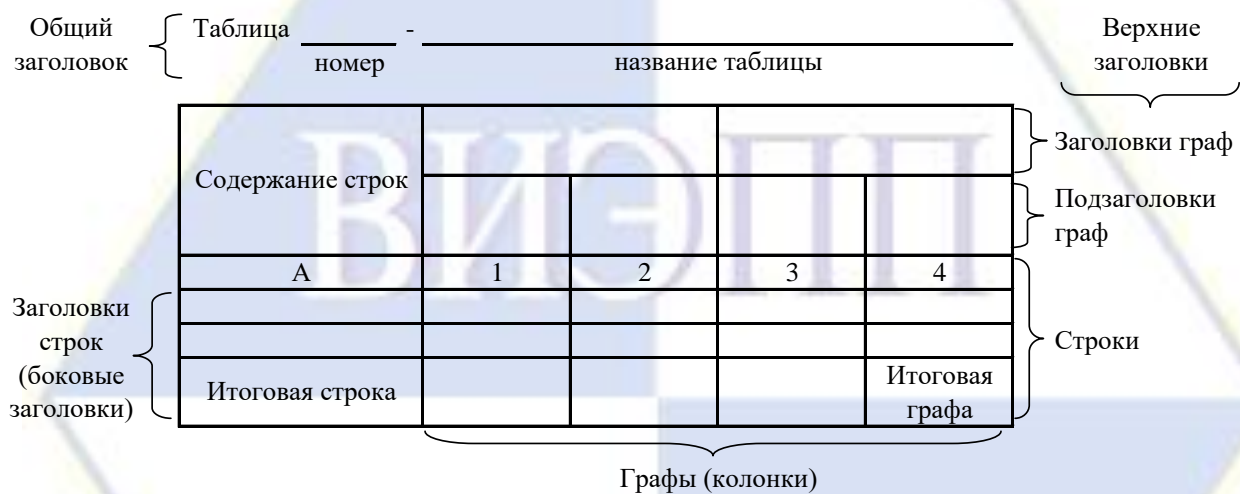 Общий
заголовок
Таблица - 
номер
название таблицы
Верхние
заголовки
Заголовки граф
Содержание строк
Подзаголовки
граф
А 1 2 3 4
Заголовки
строк
(боковые
заголовки)
Строки
Итоговая строка
Итоговая
графа
Графы (колонки)
ВИЭПП